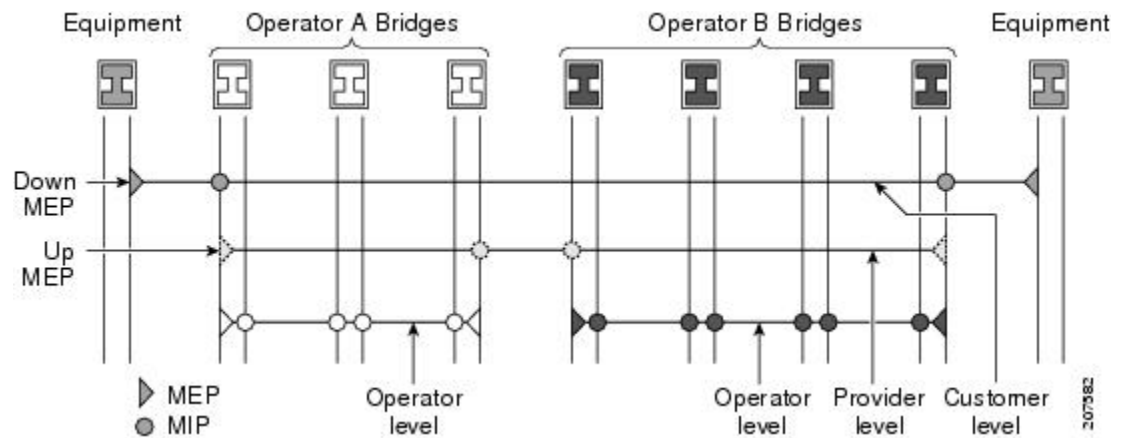 Equipment
Operator A Bridges
Operator B Bridges
Equipment
Down
MEP
Up
MEP
MEP
MIP
Operator
level
Operator
level
Provider
level
Customer
level
207582